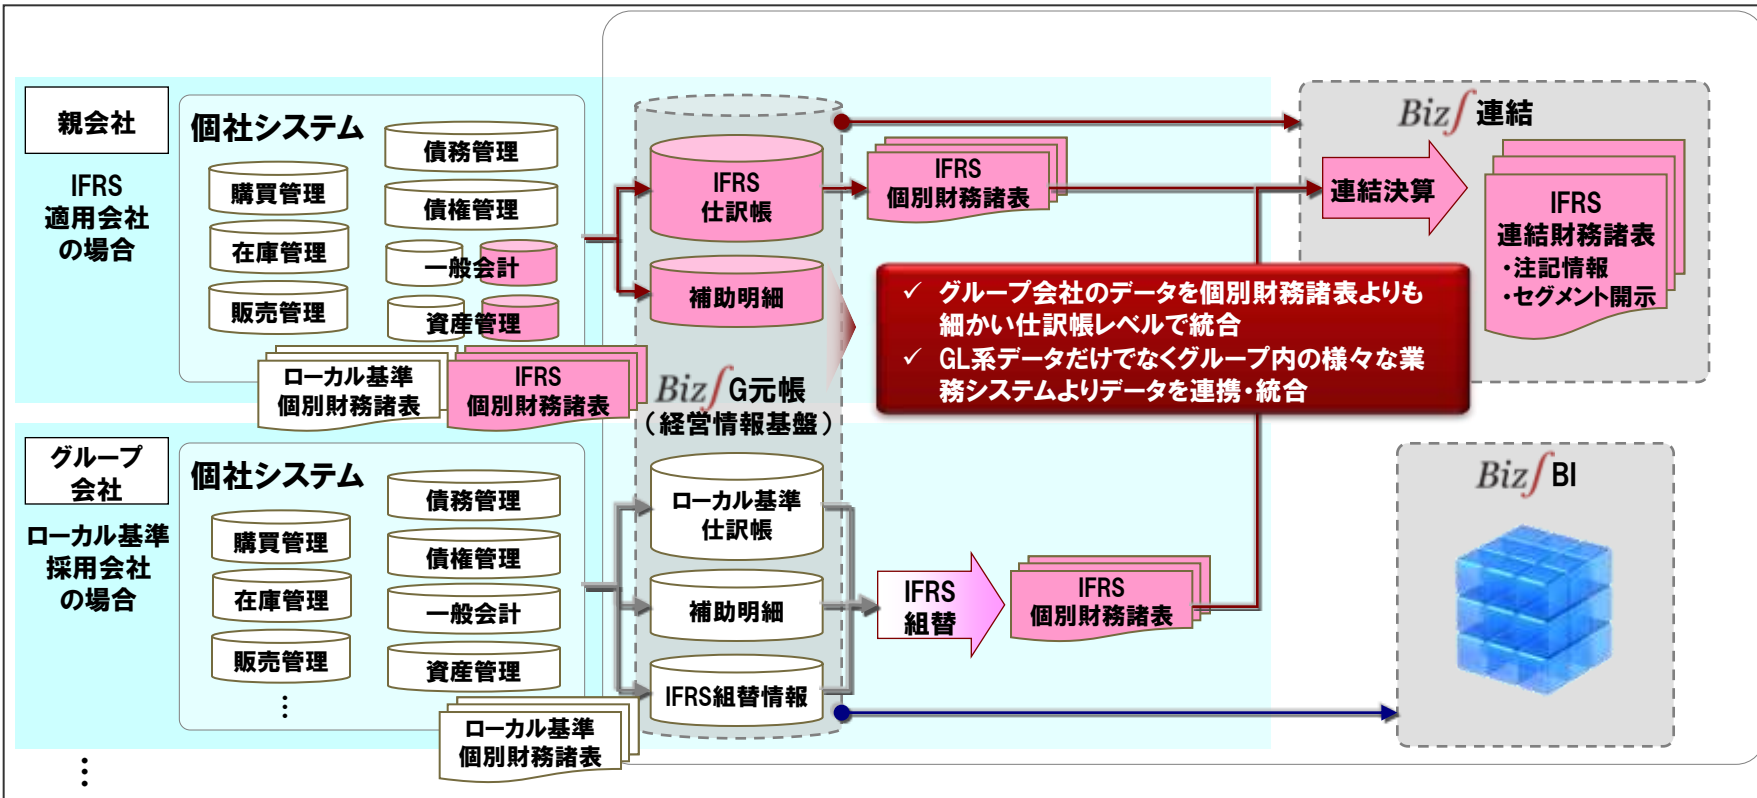 親会社
IFRS
適用会社
の場合
個社システム
購買管理
在庫管理
販売管理
債務管理
債権管理
一般会計
資産管理
ローカル基準
個別財務諸表
IFRS
個別財務諸表
IFRS
仕訳帳
補助明細
Biz∫ G元帳
（経営情報基盤）
IFRS
個別財務諸表
Biz∫ 連結
連結決算
IFRS
連結財務諸表
・注記情報
・セグメント開示
✓ グループ会社のデータを個別財務諸表よりも
細かい仕訳帳レベルで統合
✓ GL系データだけでなくグループ内の様々な業
務システムよりデータを連携・統合
グループ
会社
ローカル基準
採用会社
の場合
個社システム
購買管理
在庫管理
販売管理
⋮
債務管理
債権管理
一般会計
資産管理
ローカル基準
個別財務諸表
ローカル基準
仕訳帳
補助明細
IFRS組替情報
IFRS
組替
IFRS
個別財務諸表
Biz∫ BI
⋮